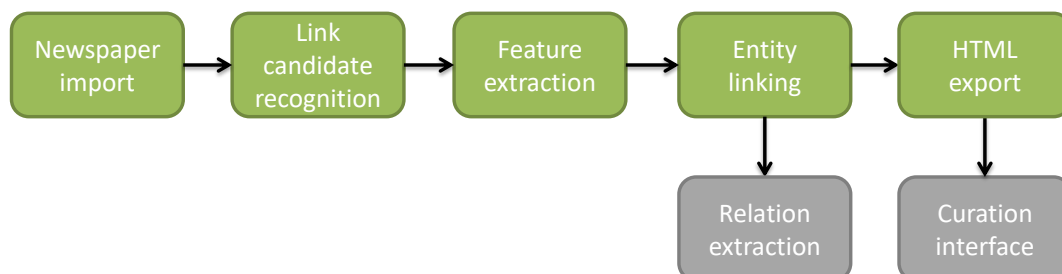 Newspaper
import
Link
candidate
recognition
Feature
extraction
Entity
linking
HTML
export
Relation
extraction
Curation
interface